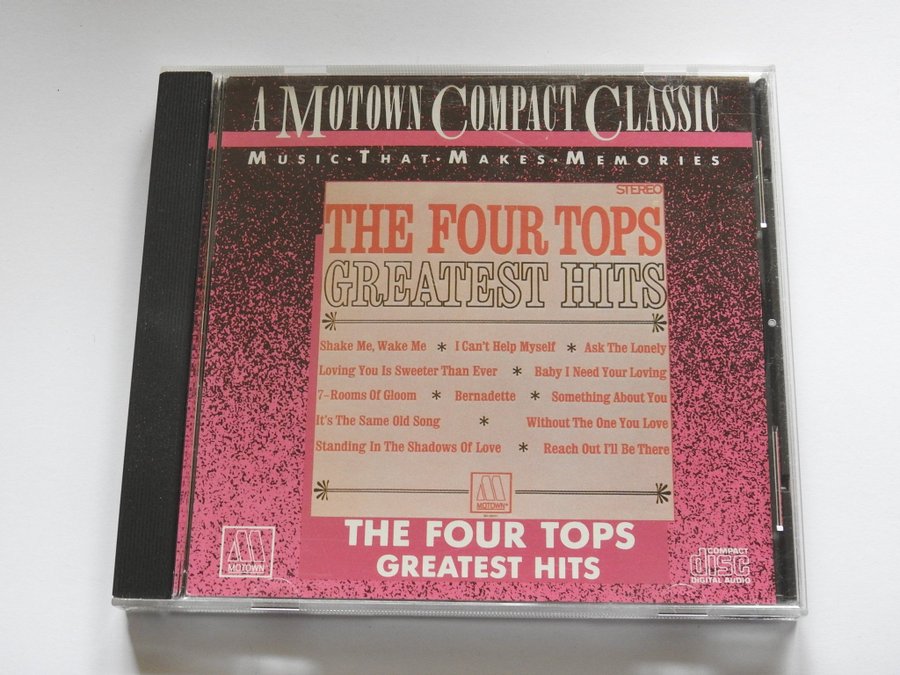 A MOTOWN COMPACT CLASSIC
MUSIC·THAT·MAKES·MEMORIES
STEREO
THE FOUR TOPS
GREATEST HITS
Shake Me, Wake Me * I Can't Help Myself * Ask The Lonely
Loving You Is Sweeter Than Ever * Baby I Need Your Loving
7-Rooms Of Gloom * Bernadette * Something About You
It's The Same Old Song * Without The One You Love
Standing In The Shadows Of Love * Reach Out I'll Be There
M
MOTOWN
THE FOUR TOPS
GREATEST HITS
M
MOTOWN
COMPACT
disc
DIGITAL AUDIO